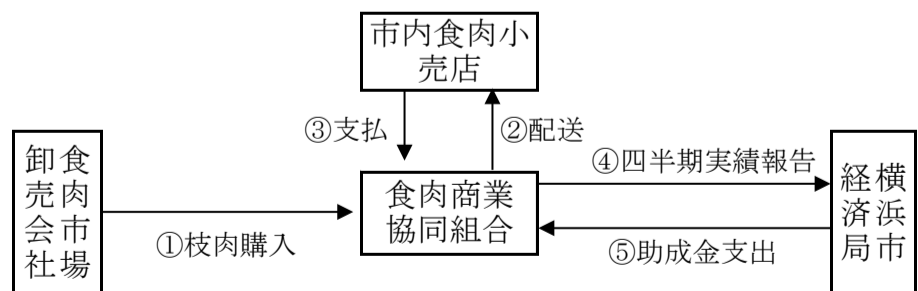 市内食肉小
売店
③支払
②配送
食肉市場
卸売会社
①枝肉購入
食肉商業
協同組合
④四半期実績報告
⑤助成金支出
横浜市
経済局